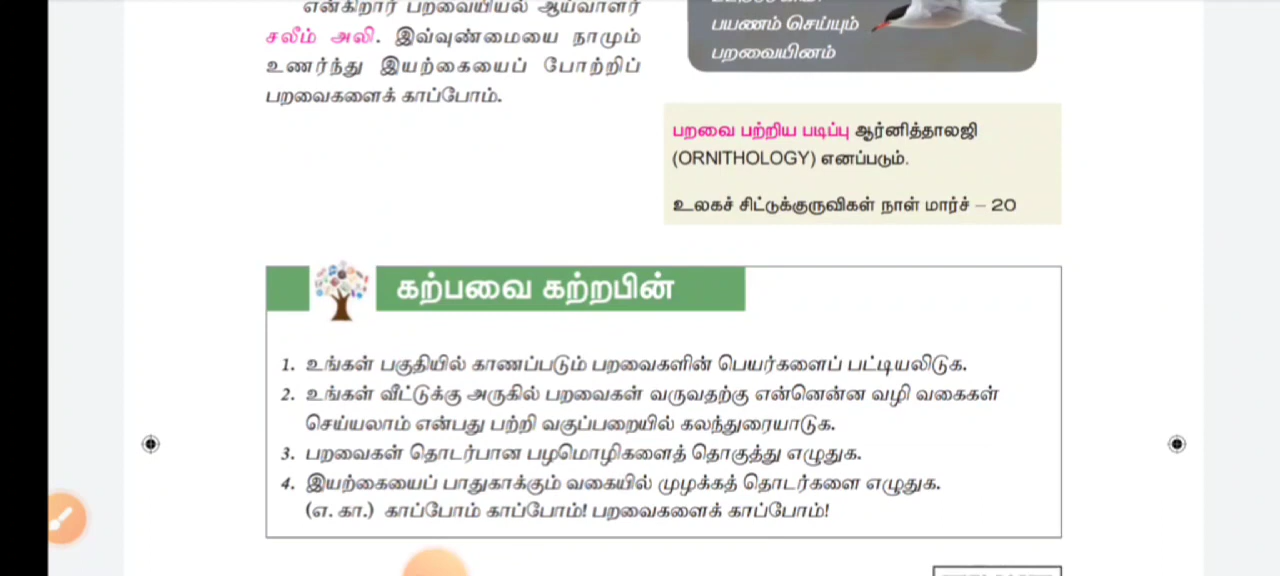 என்கிறார் பறவையியல் ஆய்வாளர்
சலீம் அலி. இவ்வுண்மையை நாமும்
உணர்ந்து இயற்கையைப் போற்றிப்
பறவைகளைக் காப்போம்.
பயணம் செய்யும்
பறவையினம்
பறவை பற்றிய படிப்பு ஆர்னித்தாலஜி
(ORNITHOLOGY) எனப்படும்.
உலகச் சிட்டுக்குருவிகள் நாள் மார்ச் – 20
கற்பவை கற்றபின்
1. உங்கள் பகுதியில் காணப்படும் பறவைகளின் பெயர்களைப் பட்டியலிடுக.
2. உங்கள் வீட்டுக்கு அருகில் பறவைகள் வருவதற்கு என்னென்ன வழி வகைகள்
செய்யலாம் என்பது பற்றி வகுப்பறையில் கலந்துரையாடுக.
3. பறவைகள் தொடர்பான பழமொழிகளைத் தொகுத்து எழுதுக.
4. இயற்கையைப் பாதுகாக்கும் வகையில் முழக்கத் தொடர்களை எழுதுக.
(எ. கா.) காப்போம் காப்போம்! பறவைகளைக் காப்போம்!